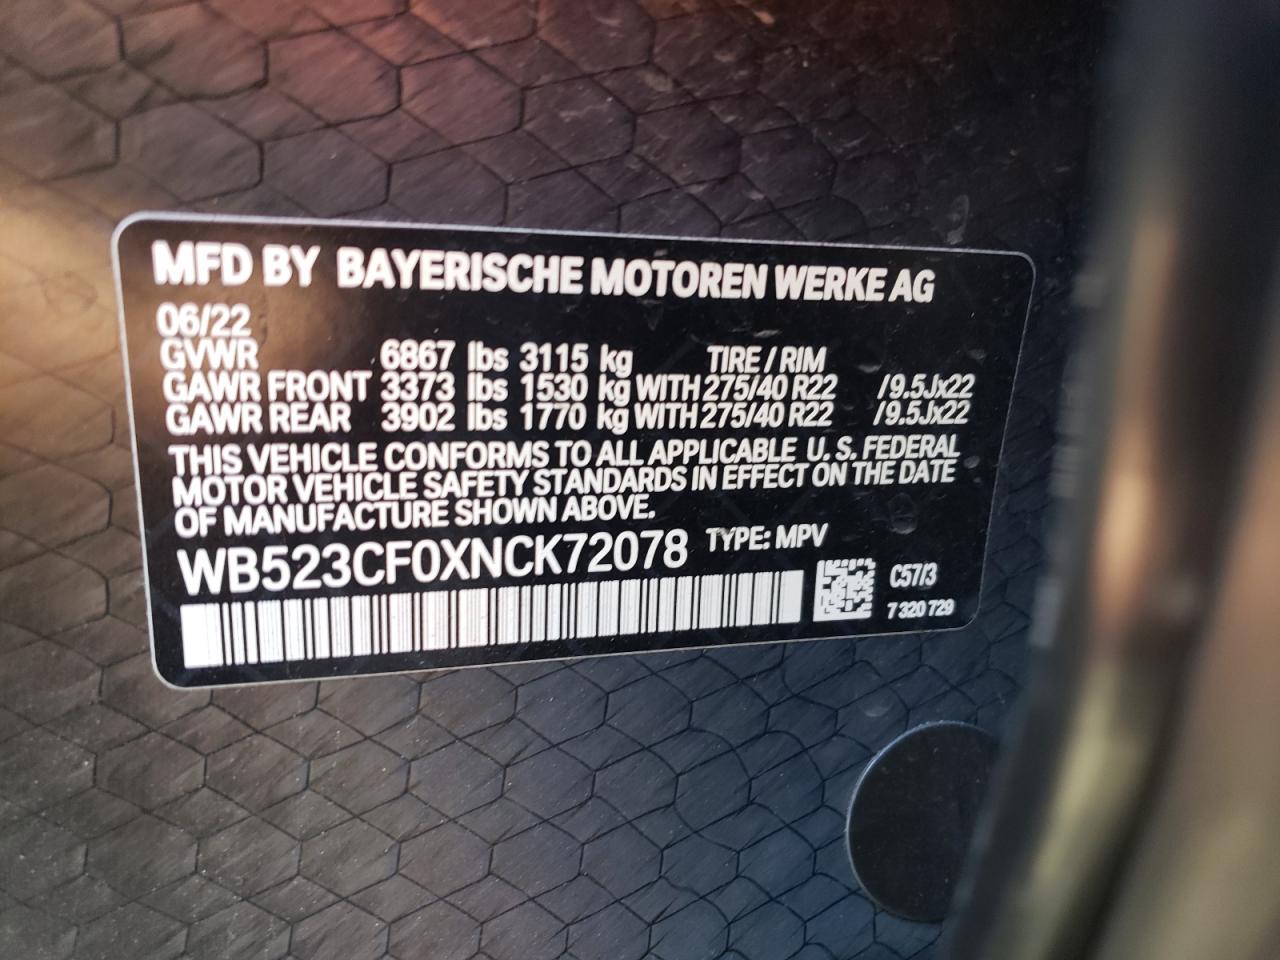 MFD BY BAYERISCHE MOTOREN WERKE AG
06/22
GVWR 6867 lbs 3115 kg TIRE / RIM
GAWR FRONT 3373 lbs 1530 kg WITH 275/40 R22 /9.5Jx22
GAWR REAR 3902 lbs 1770 kg WITH 275/40 R22 /9.5Jx22
THIS VEHICLE CONFORMS TO ALL APPLICABLE U. S. FEDERAL
MOTOR VEHICLE SAFETY STANDARDS IN EFFECT ON THE DATE
OF MANUFACTURE SHOWN ABOVE.
WB523CF0XNCK72078 TYPE: MPV
C57/3
7 320 729